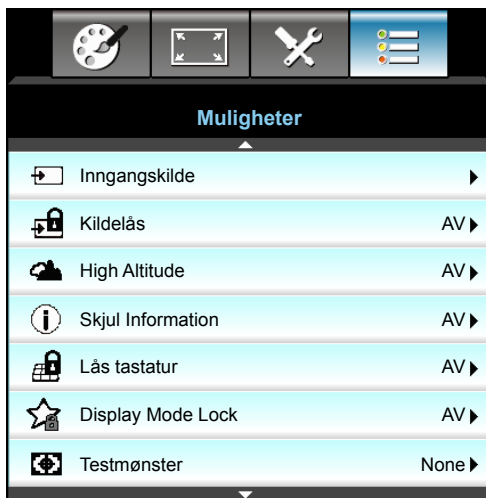 Muligheter
Inngangskilde
Kildelås AV
High Altitude AV
Skjul Information AV
Lås tastatur AV
Display Mode Lock AV
Testmønster None